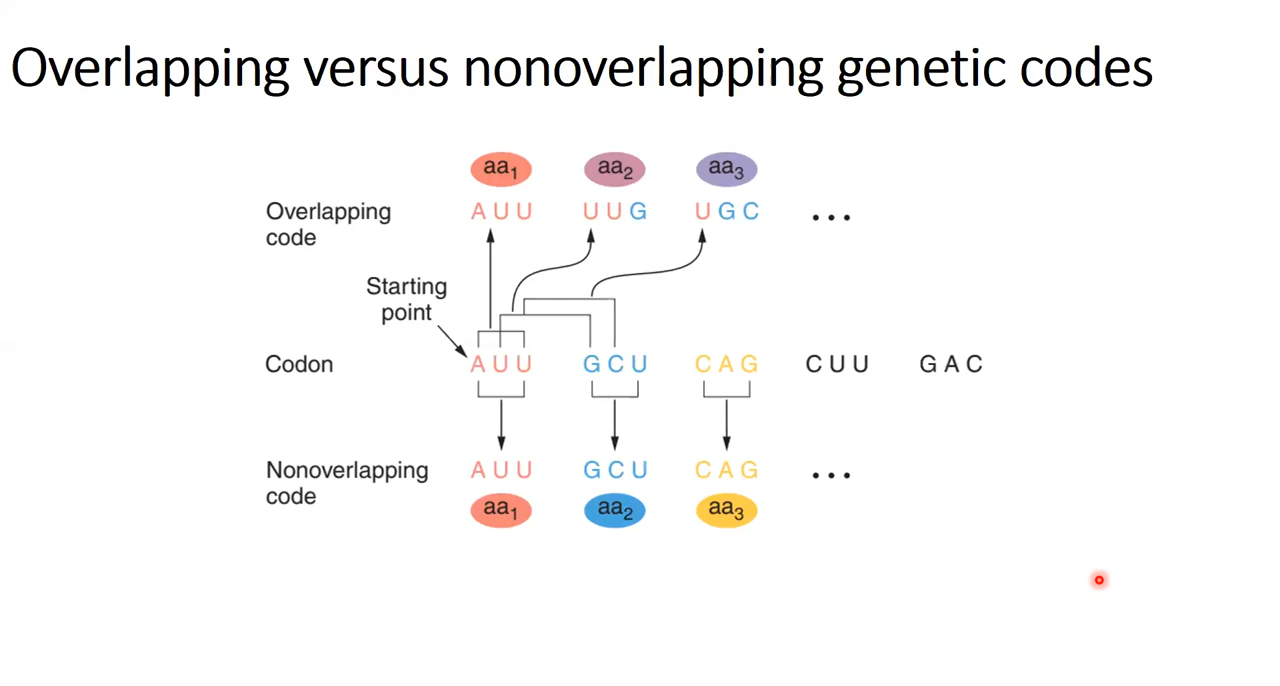 Overlapping versus nonoverlapping genetic codes
aa1 aa2 aa3
Overlapping code A U U U U G U G C ...
Starting point
Codon A U U G C U C A G C U U G A C
Nonoverlapping code A U U G C U C A G ...
aa1 aa2 aa3